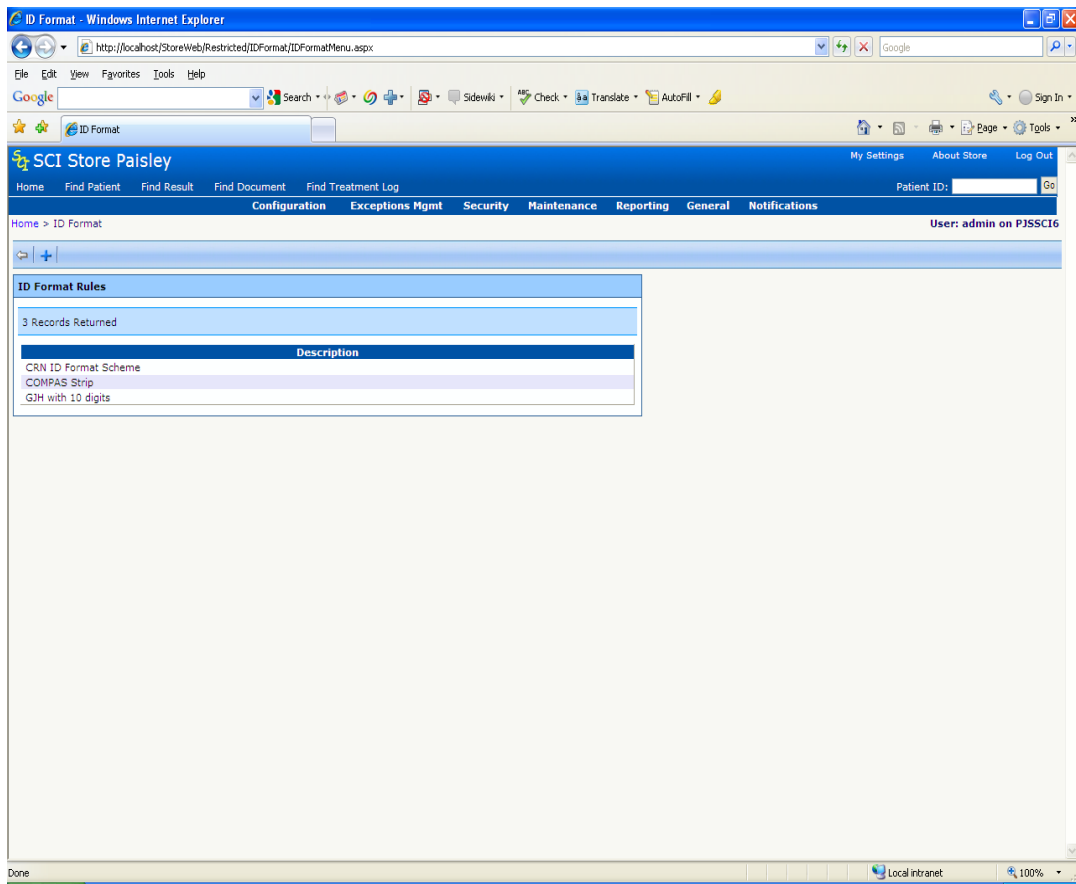 ID Format - Windows Internet Explorer
http://localhost/StoreWeb/Restricted/IDFormat/IDFormatMenu.aspx
Google
File Edit View Favorites Tools Help
Google Search Sidewiki ABC Check Translate AutoFill Sign In
ID Format Page Tools
SCI Store Paisley My Settings About Store Log Out
Home Find Patient Find Result Find Document Find Treatment Log Patient ID: Go
Configuration Exceptions Mgmt Security Maintenance Reporting General Notifications
Home > ID Format User: admin on PJSSCI6
ID Format Rules
3 Records Returned
Description
CRN ID Format Scheme
COMPAS Strip
GJH with 10 digits
Done Local intranet 100%